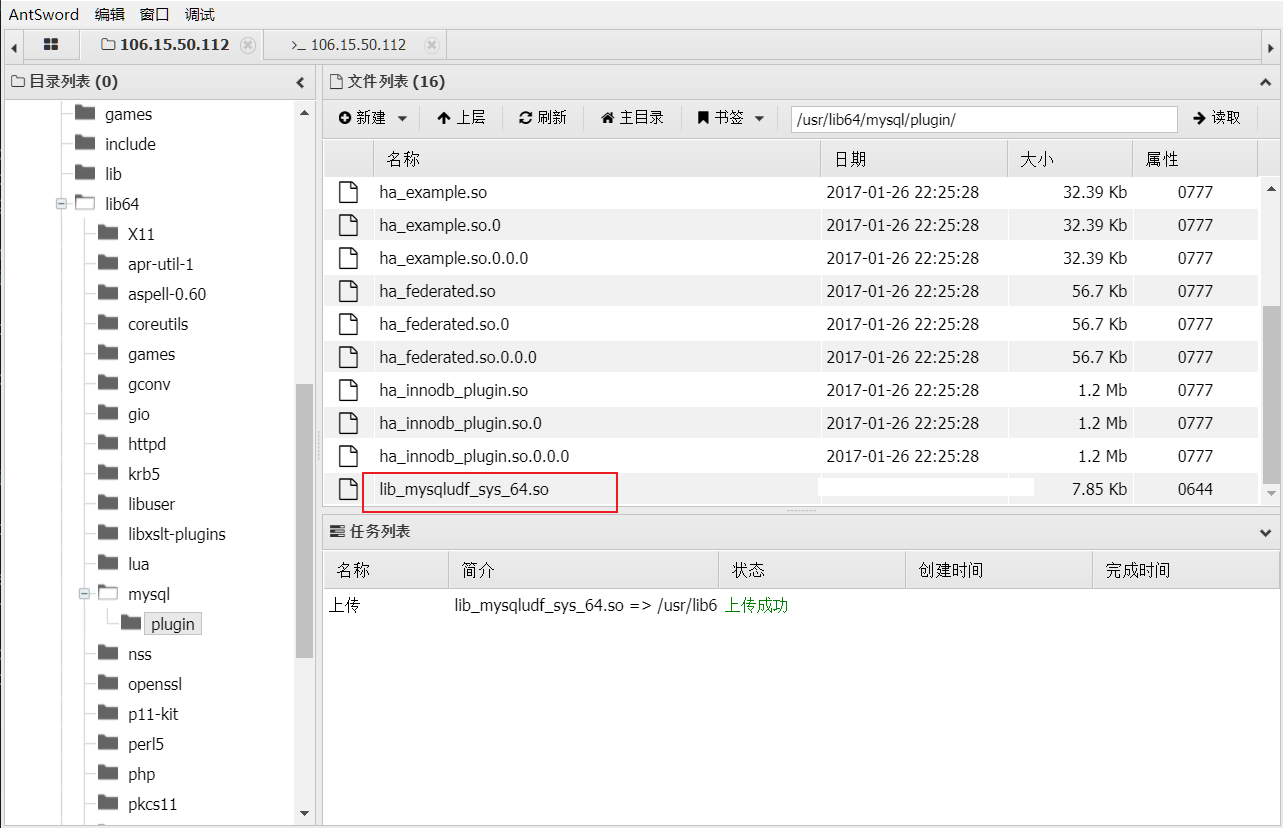 AntSword 编辑 窗口 调试
106.15.50.112 >_ 106.15.50.112
目录列表 (0)
games
include
lib
lib64
X11
apr-util-1
aspell-0.60
coreutils
games
gconv
gio
httpd
krb5
libuser
libxslt-plugins
lua
mysql
plugin
nss
openssl
p11-kit
perl5
php
pkcs11
文件列表 (16)
新建 上层 刷新 主目录 书签 /usr/lib64/mysql/plugin/ 读取
名称 日期 大小 属性
ha_example.so 2017-01-26 22:25:28 32.39 Kb 0777
ha_example.so.0 2017-01-26 22:25:28 32.39 Kb 0777
ha_example.so.0.0.0 2017-01-26 22:25:28 32.39 Kb 0777
ha_federated.so 2017-01-26 22:25:28 56.7 Kb 0777
ha_federated.so.0 2017-01-26 22:25:28 56.7 Kb 0777
ha_federated.so.0.0.0 2017-01-26 22:25:28 56.7 Kb 0777
ha_innodb_plugin.so 2017-01-26 22:25:28 1.2 Mb 0777
ha_innodb_plugin.so.0 2017-01-26 22:25:28 1.2 Mb 0777
ha_innodb_plugin.so.0.0.0 2017-01-26 22:25:28 1.2 Mb 0777
lib_mysqludf_sys_64.so 7.85 Kb 0644
任务列表
名称 简介 状态 创建时间 完成时间
上传 lib_mysqludf_sys_64.so => /usr/lib6 上传成功